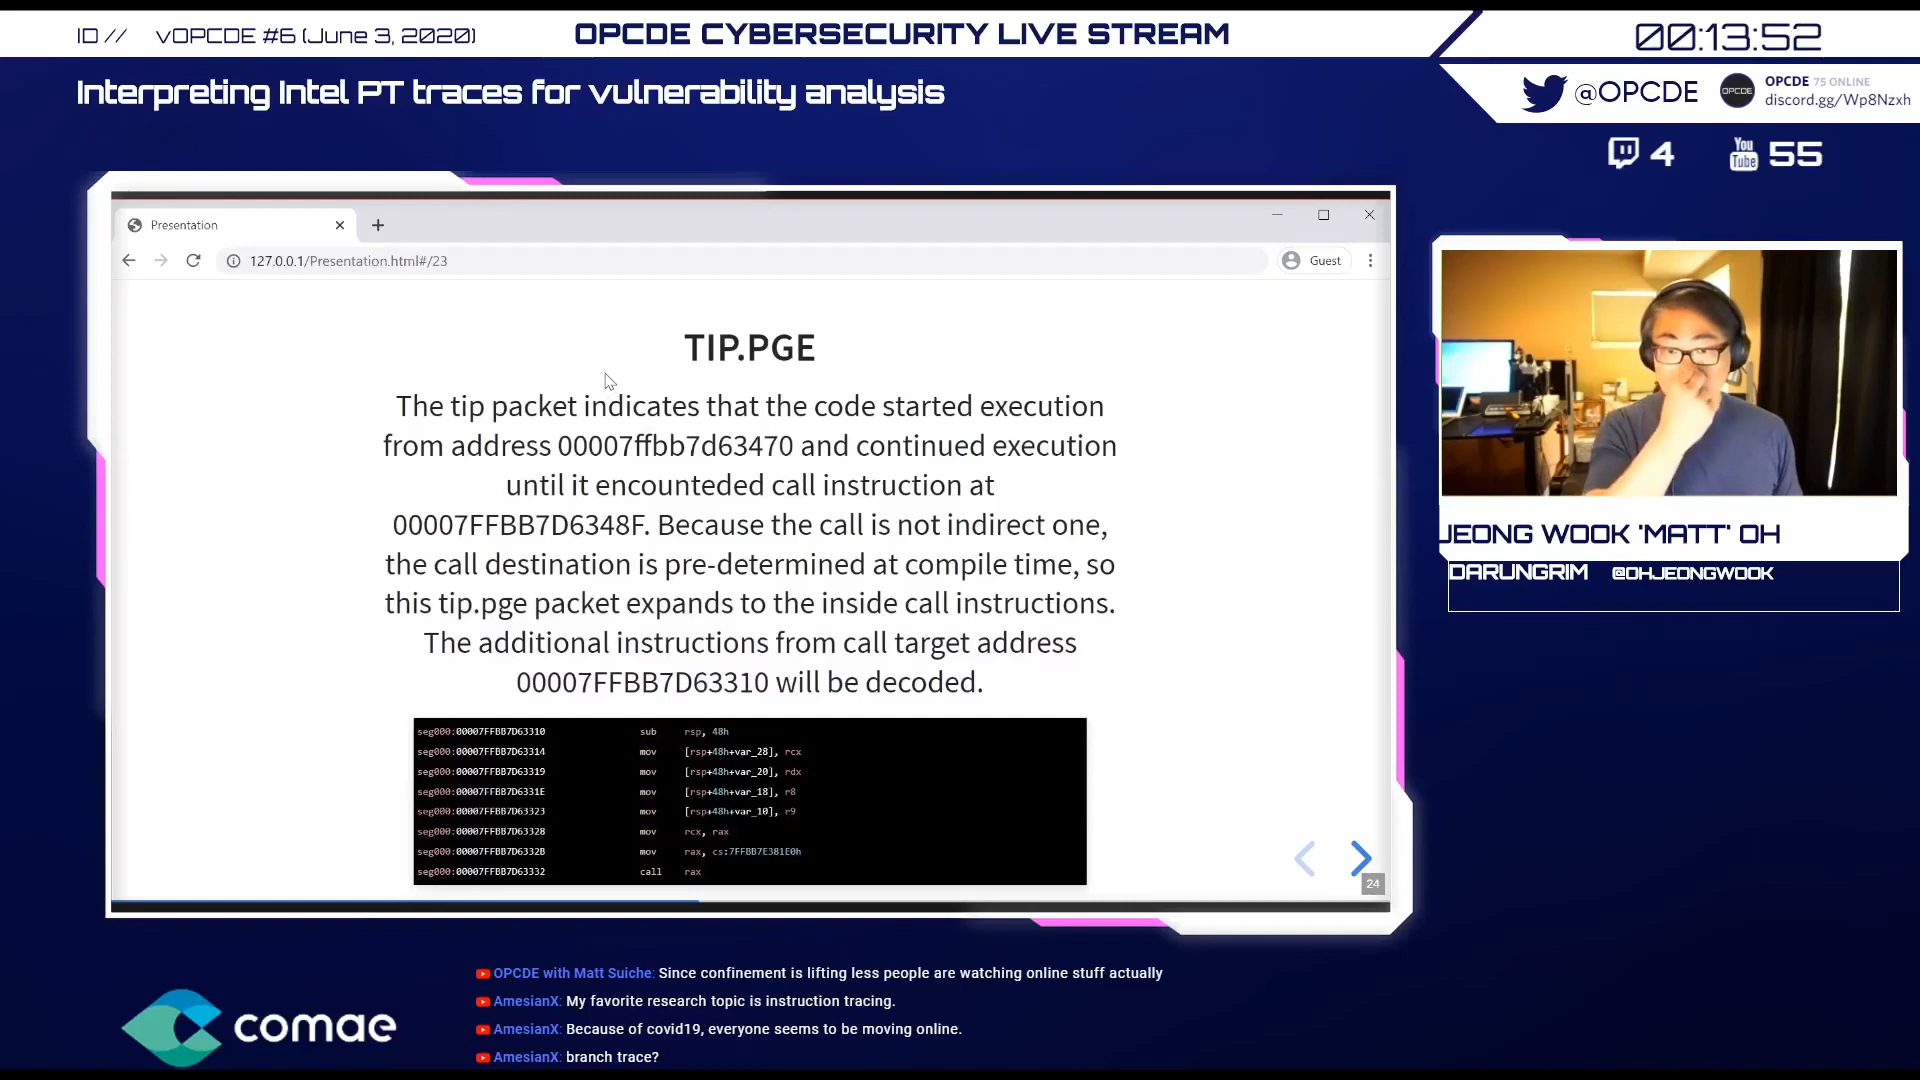 ID // vOPCDE #6 (June 3, 2020)
OPCDE CYBERSECURITY LIVE STREAM
00:13:52
Interpreting Intel PT traces for vulnerability analysis
@OPCDE
OPCDE
OPCDE 75 ONLINE
discord.gg/Wp8Nzxh
4
You
Tube
55
Presentation
127.0.0.1/Presentation.html#/23
Guest
TIP.PGE
The tip packet indicates that the code started execution
from address 00007ffbb7d63470 and continued execution
until it encounteded call instruction at
00007FFBB7D6348F. Because the call is not indirect one,
the call destination is pre-determined at compile time, so
this tip.pge packet expands to the inside call instructions.
The additional instructions from call target address
00007FFBB7D63310 will be decoded.
seg000:00007FFBB7D63310 sub rsp, 48h
seg000:00007FFBB7D63314 mov [rsp+48h+var_28], rcx
seg000:00007FFBB7D63319 mov [rsp+48h+var_20], rdx
seg000:00007FFBB7D6331E mov [rsp+48h+var_18], r8
seg000:00007FFBB7D63323 mov [rsp+48h+var_10], r9
seg000:00007FFBB7D63328 mov rcx, rax
seg000:00007FFBB7D6332B mov rax, cs:7FFBB7E381E0h
seg000:00007FFBB7D63332 call rax
24
JEONG WOOK 'MATT' OH
DARUNGRIM @OHJEONGWOOK
comae
OPCDE with Matt Suiche: Since confinement is lifting less people are watching online stuff actually
AmesianX: My favorite research topic is instruction tracing.
AmesianX: Because of covid19, everyone seems to be moving online.
AmesianX: branch trace?